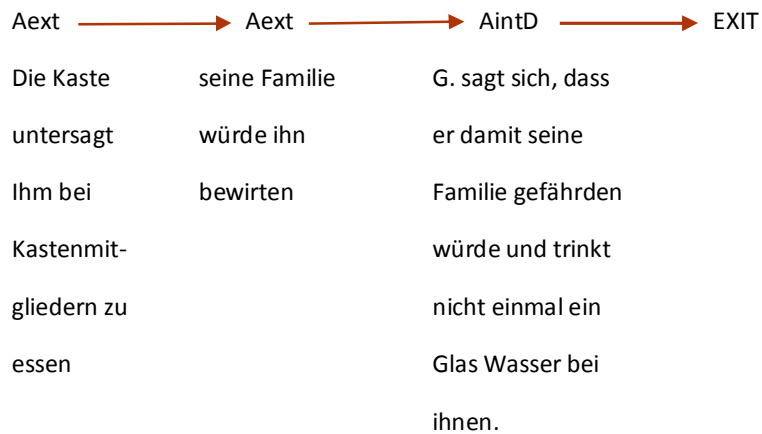 Aext Aext AintD EXIT
Die Kaste seine Familie G. sagt sich, dass
untersagt würde ihn er damit seine
Ihm bei bewirten Familie gefährden
Kastenmit- würde und trinkt
gliedern zu nicht einmal ein
essen Glas Wasser bei
ihnen.